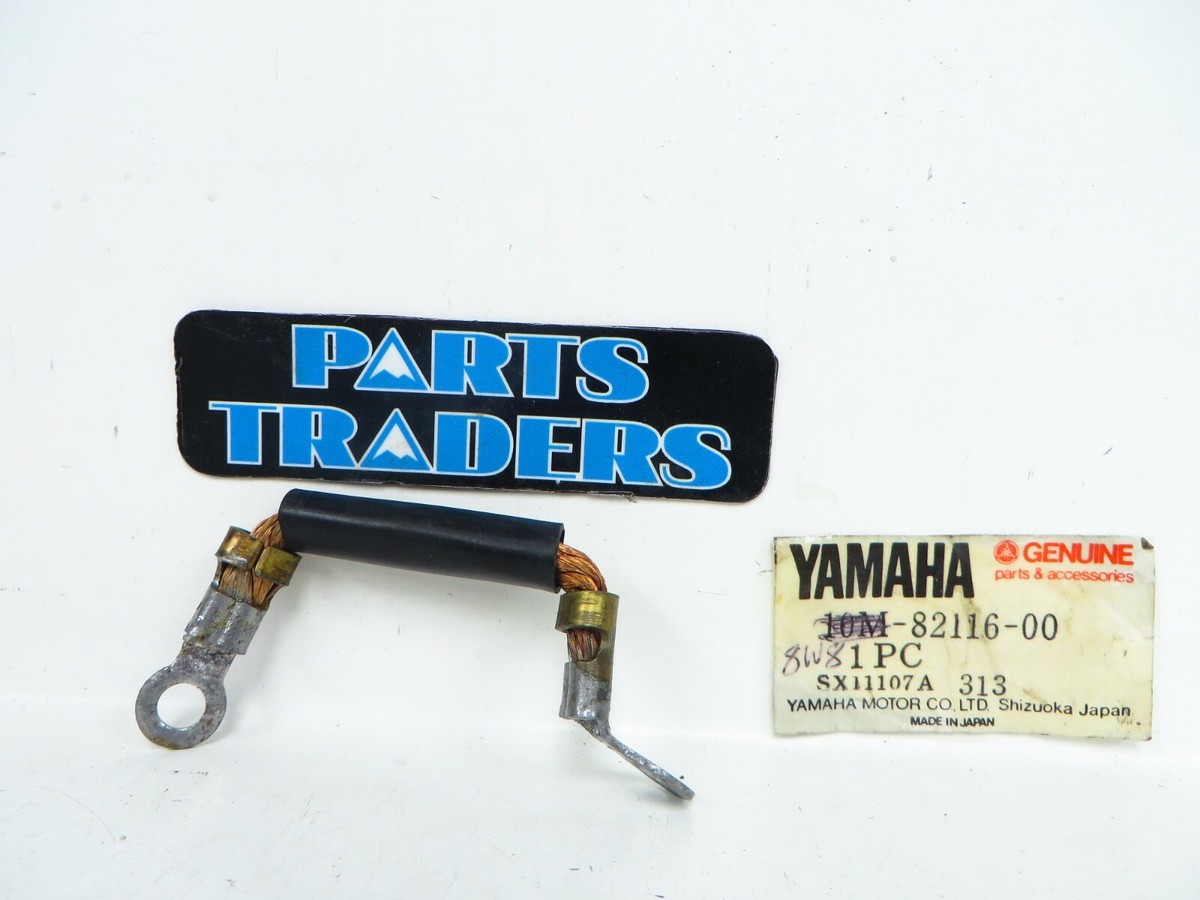 PARTS
TRADERS
YAMAHA GENUINE
parts & accessories
10M-82116-00
8W8 1 PC
SX11107A 313
YAMAHA MOTOR CO., LTD. Shizuoka Japan
MADE IN JAPAN